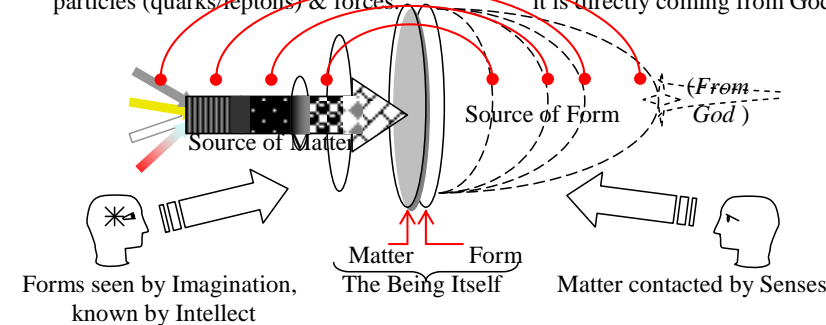 particles (quarks/leptons) & forces.
it is directly coming from God
(From
God )
Source of Form
Source of Matter
Matter Form
The Being Itself
Forms seen by Imagination,
known by Intellect
Matter contacted by Senses